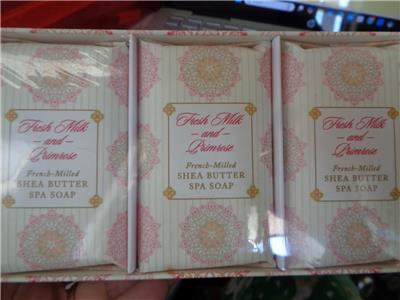 Fresh Milk
— and —
Primrose
French-Milled
SHEA BUTTER
SPA SOAP
Fresh Milk
— and —
Primrose
French-Milled
SHEA BUTTER
SPA SOAP
Fresh Milk
— and —
Primrose
French-Milled
SHEA BUTTER
SPA SOAP